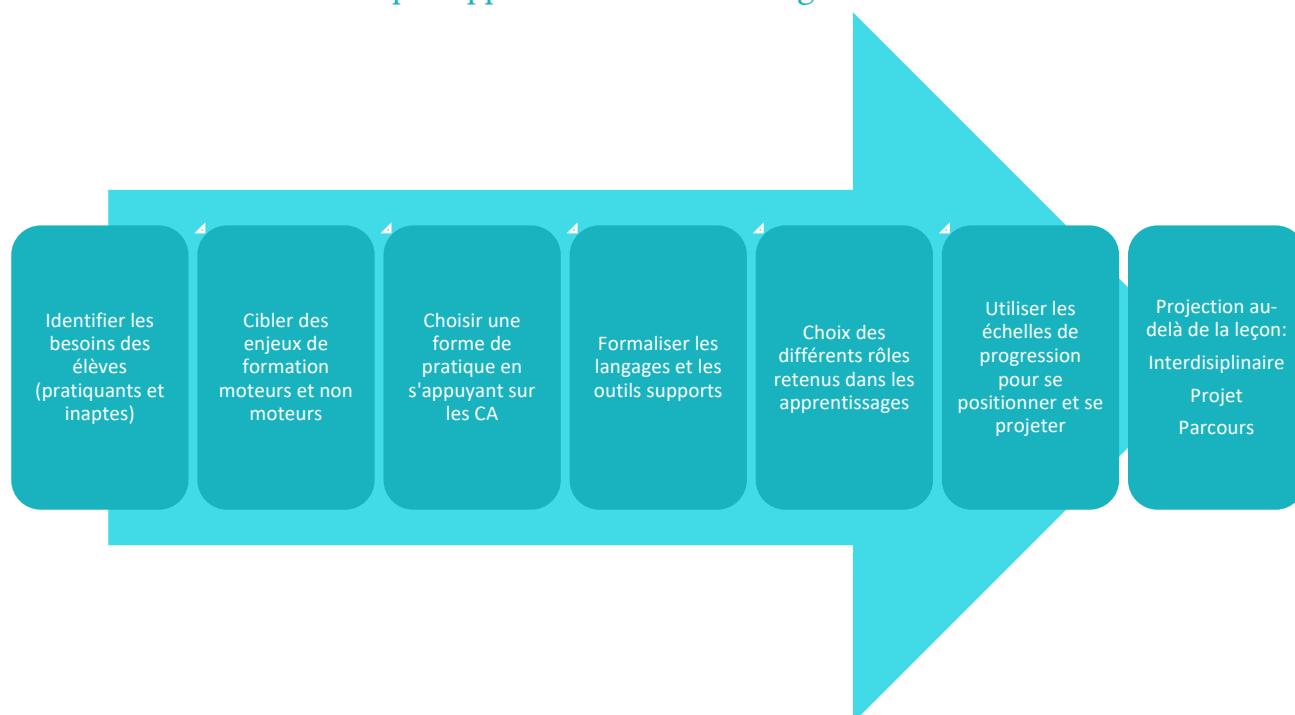 Identifier les
besoins des
élèves
(pratiquants et
inaptes)
Cibler des
enjeux de
formation
moteurs et non
moteurs
Choisir une
forme de
pratique en
s'appuyant sur
les CA
Formaliser les
langages et les
outils supports
Choix des
différents rôles
retenus dans les
apprentissages
Utiliser les
échelles de
progression
pour se
positionner et se
projeter
Projection au-
delà de la leçon:
Interdisiplinaire
Projet
Parcours